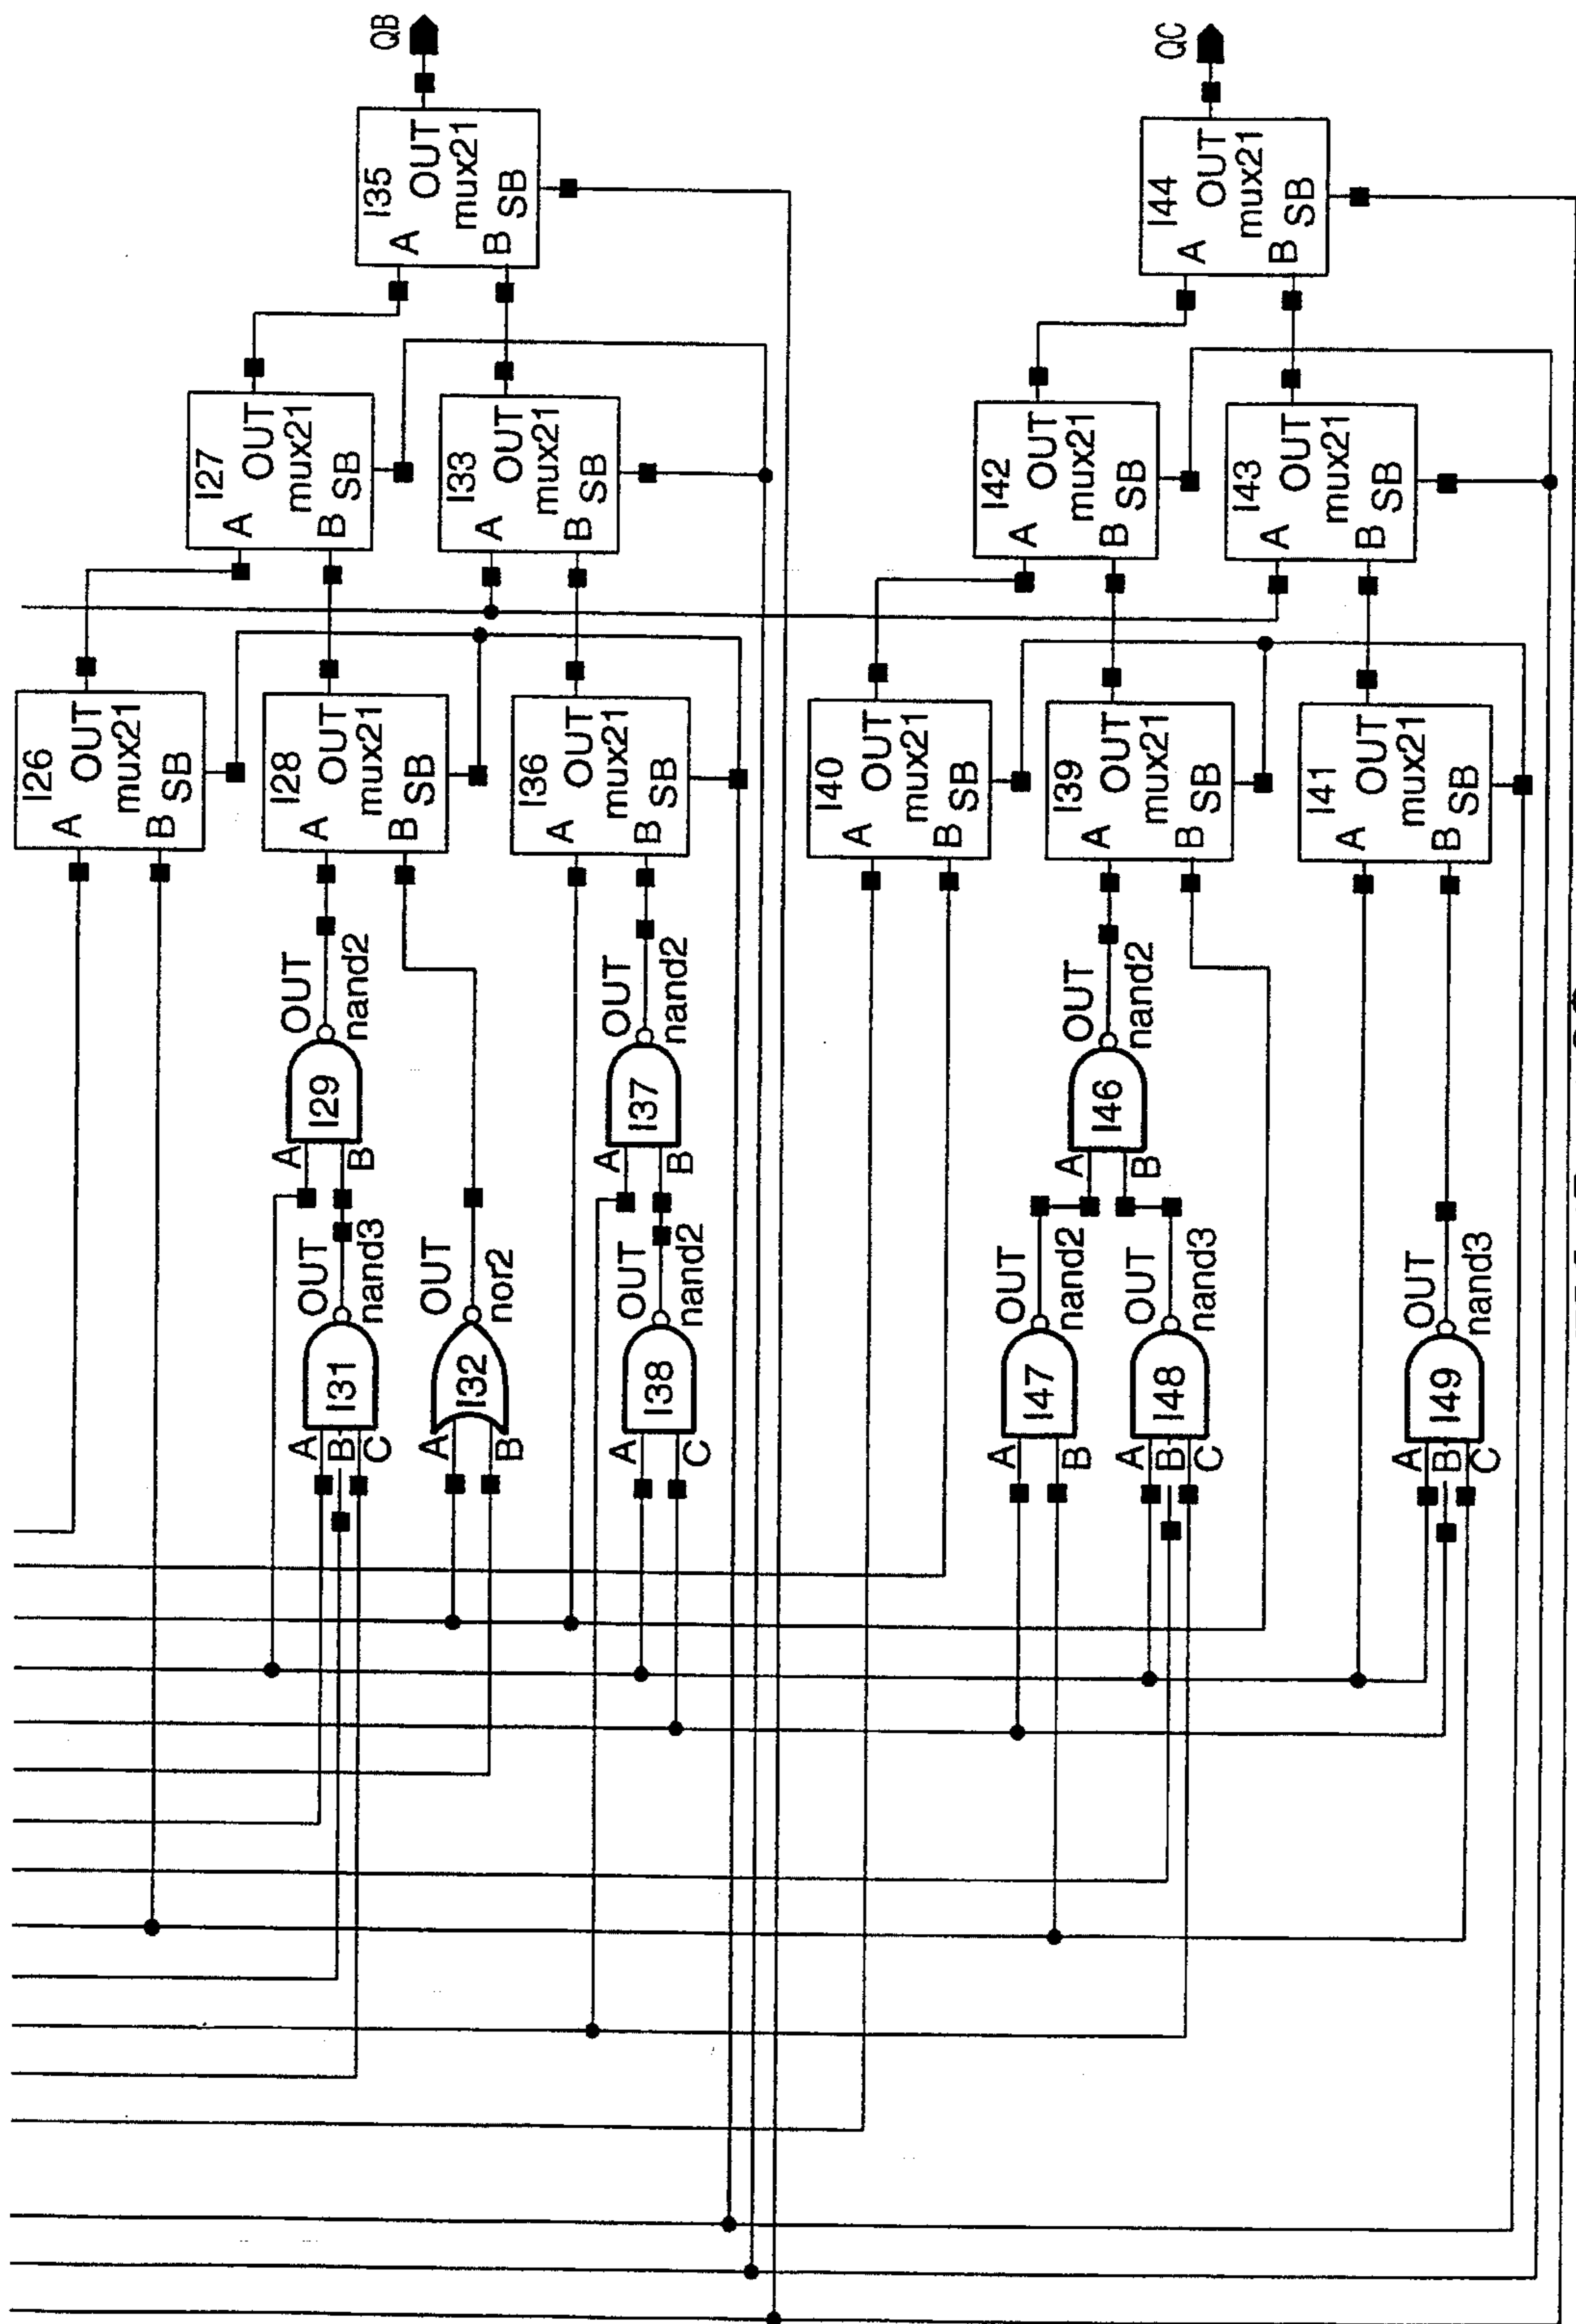 QB
I35
A
OUT
mux21
B
SB
I27
A
OUT
mux21
B
SB
I33
A
OUT
mux21
B
SB
I26
A
OUT
mux21
B
SB
I28
A
OUT
mux21
B
SB
I36
A
OUT
mux21
B
SB
I29
A
B
OUT
nand2
I37
A
B
OUT
nand2
I31
A
B
C
OUT
nand3
I32
A
B
OUT
nor2
I38
A
C
OUT
nand2
QC
I44
A
OUT
mux21
B
SB
I42
A
OUT
mux21
B
SB
I43
A
OUT
mux21
B
SB
I40
A
OUT
mux21
B
SB
I39
A
OUT
mux21
B
SB
I41
A
OUT
mux21
B
SB
I46
A
B
OUT
nand2
I47
A
B
OUT
nand2
I48
A
B
C
OUT
nand3
I49
A
B
C
OUT
nand3